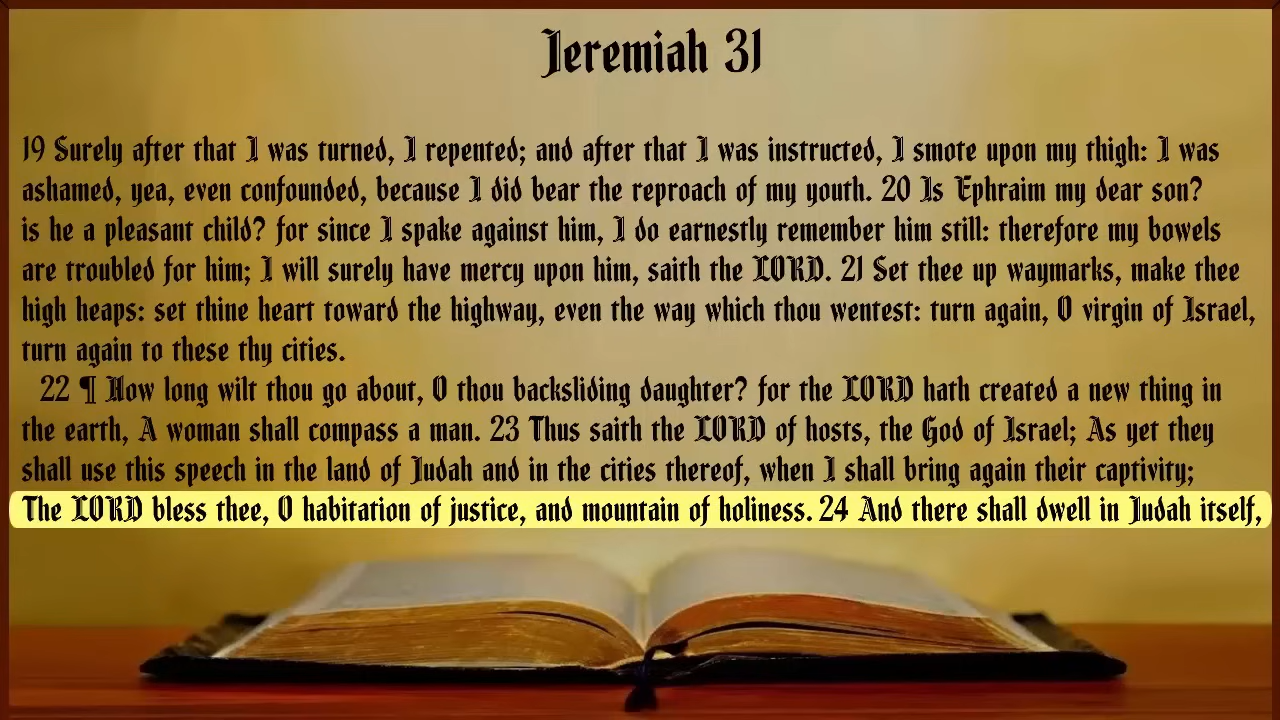 Jeremiah 31
19 Surely after that I was turned, I repented; and after that I was instructed, I smote upon my thigh: I was
ashamed, yea, even confounded, because I did bear the reproach of my youth. 20 Is Ephraim my dear son?
is he a pleasant child? for since I spake against him, I do earnestly remember him still: therefore my bowels
are troubled for him; I will surely have mercy upon him, saith the LORD. 21 Set thee up waymarks, make thee
high heaps: set thine heart toward the highway, even the way which thou wentest: turn again, O virgin of Israel,
turn again to these thy cities.
22 ¶ How long wilt thou go about, O thou backsliding daughter? for the LORD hath created a new thing in
the earth, A woman shall compass a man. 23 Thus saith the LORD of hosts, the God of Israel; As yet they
shall use this speech in the land of Judah and in the cities thereof, when I shall bring again their captivity;
The LORD bless thee, O habitation of justice, and mountain of holiness. 24 And there shall dwell in Judah itself,